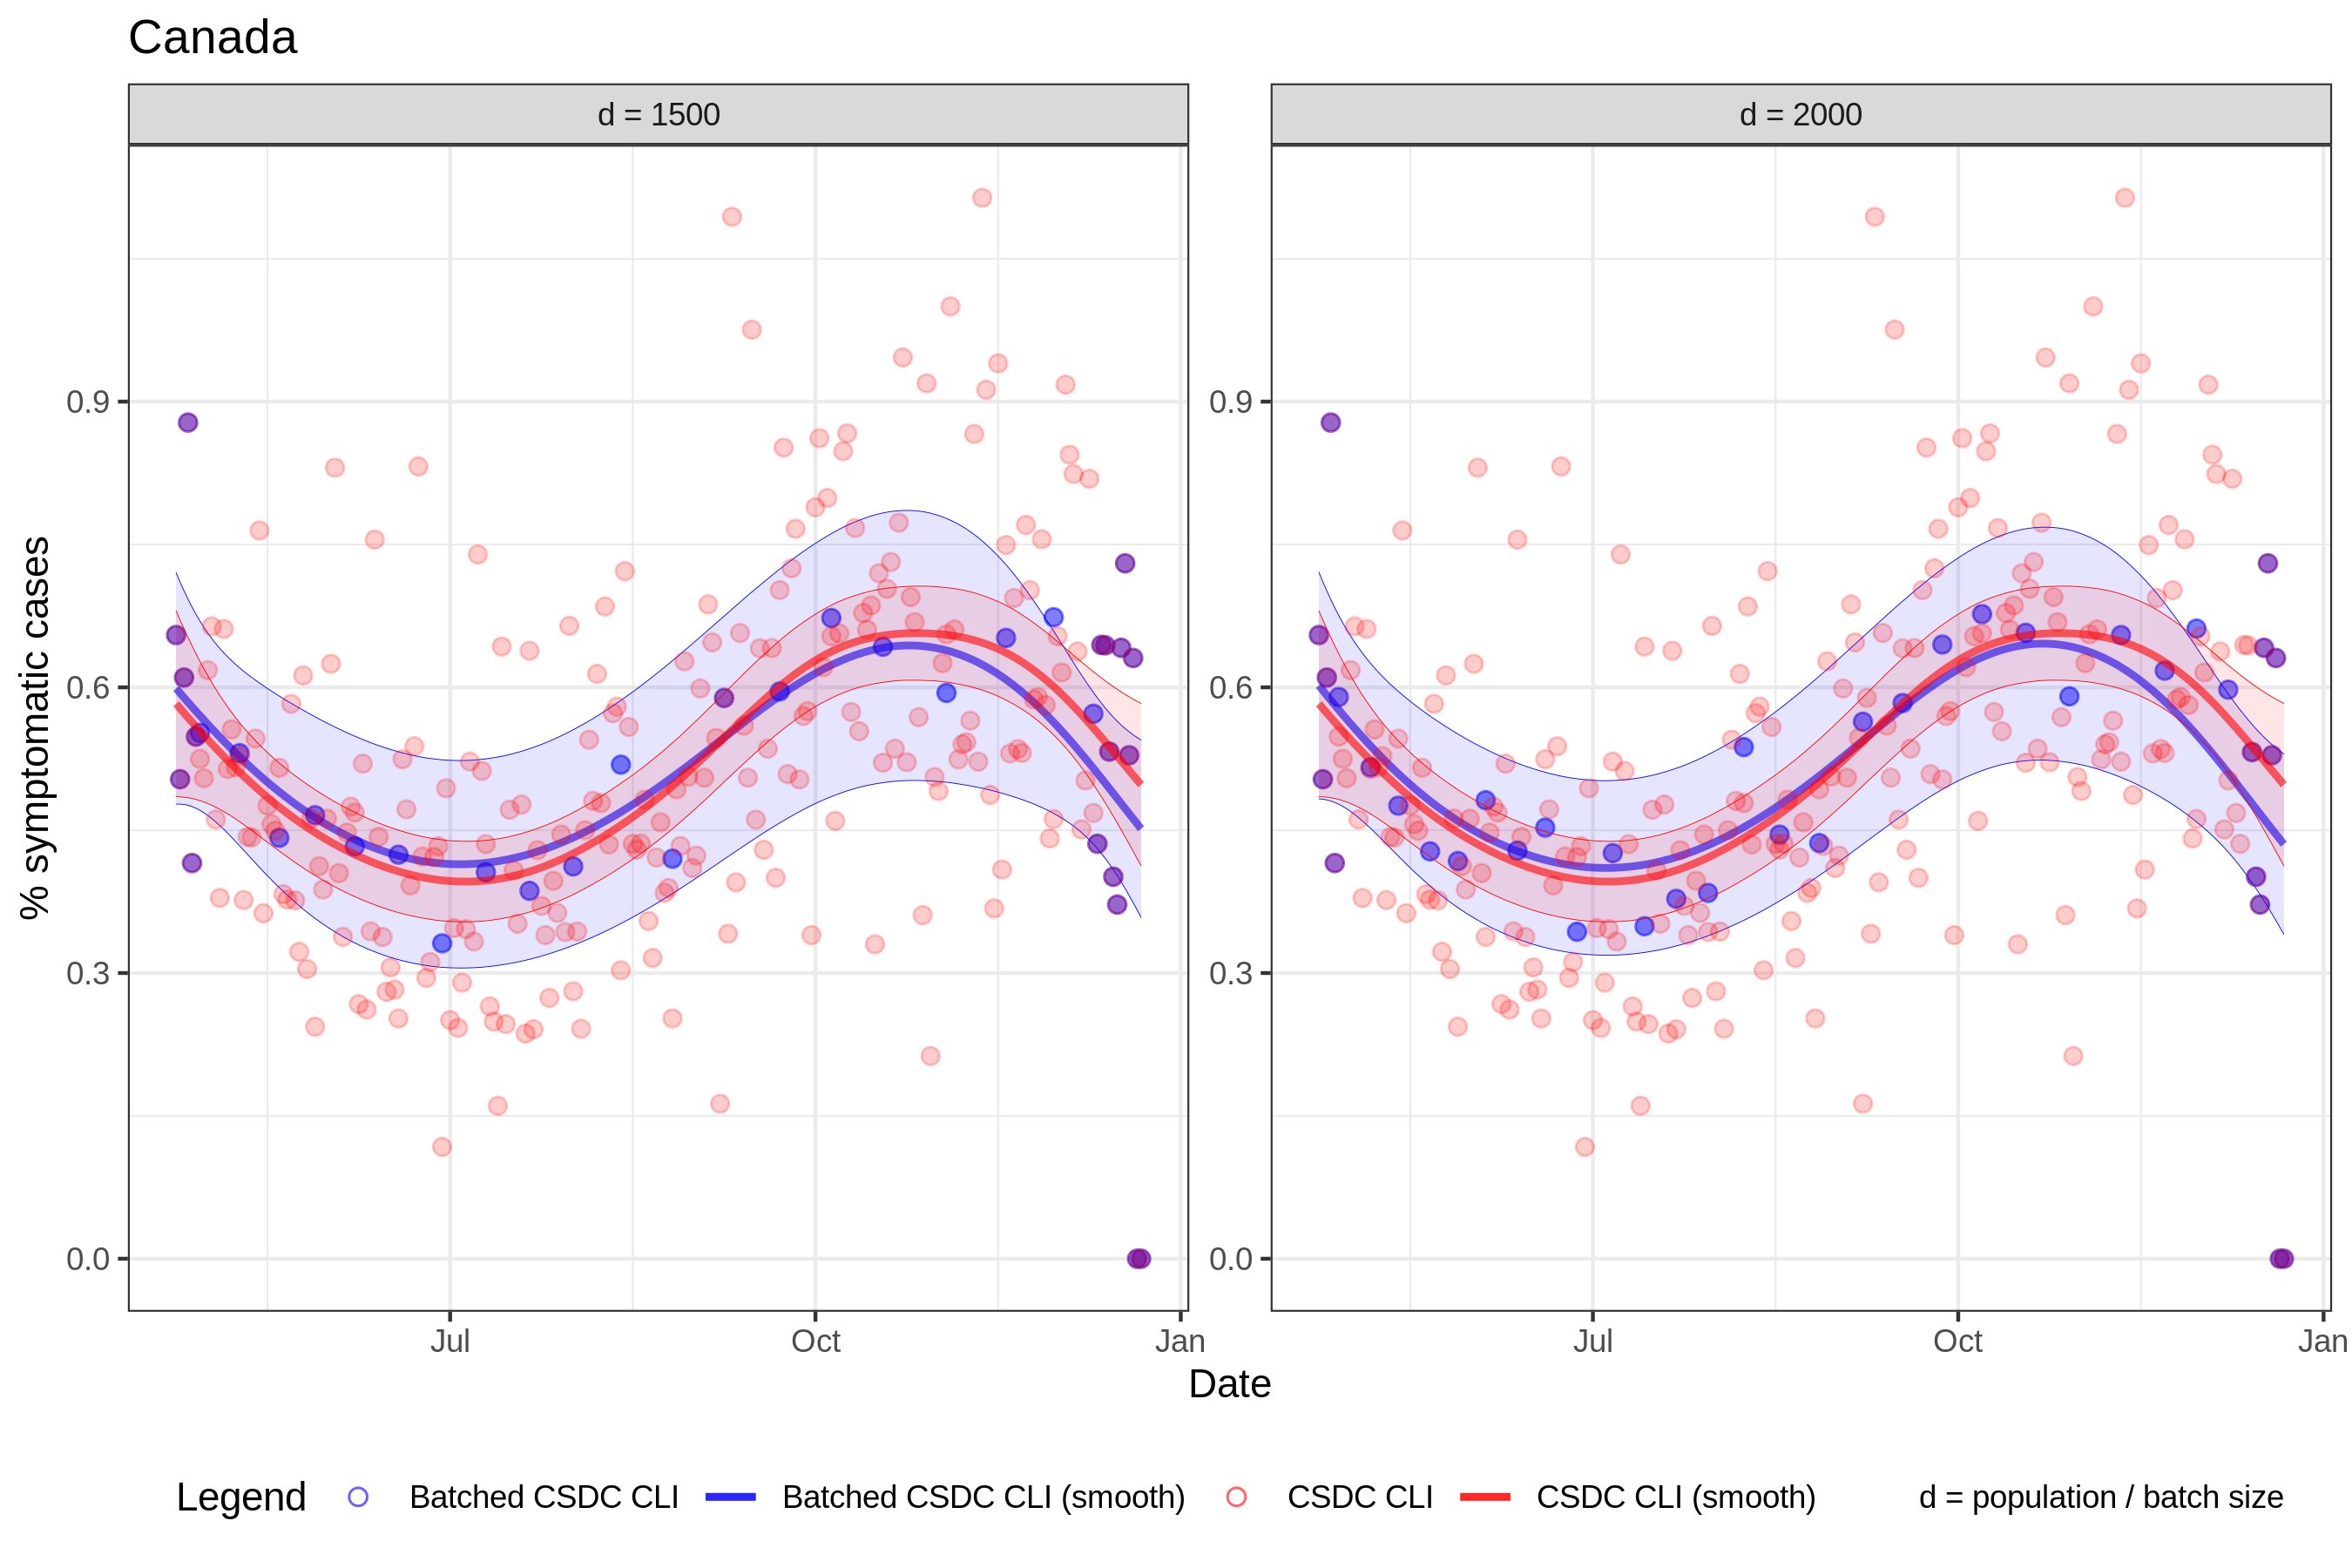 Canada
d = 1500
d = 2000
% symptomatic cases
0.9
0.6
0.3
0.0
0.9
0.6
0.3
0.0
Jul
Oct
Jan
Jul
Oct
Jan
Date
Legend
Batched CSDC CLI
Batched CSDC CLI (smooth)
CSDC CLI
CSDC CLI (smooth)
d = population / batch size